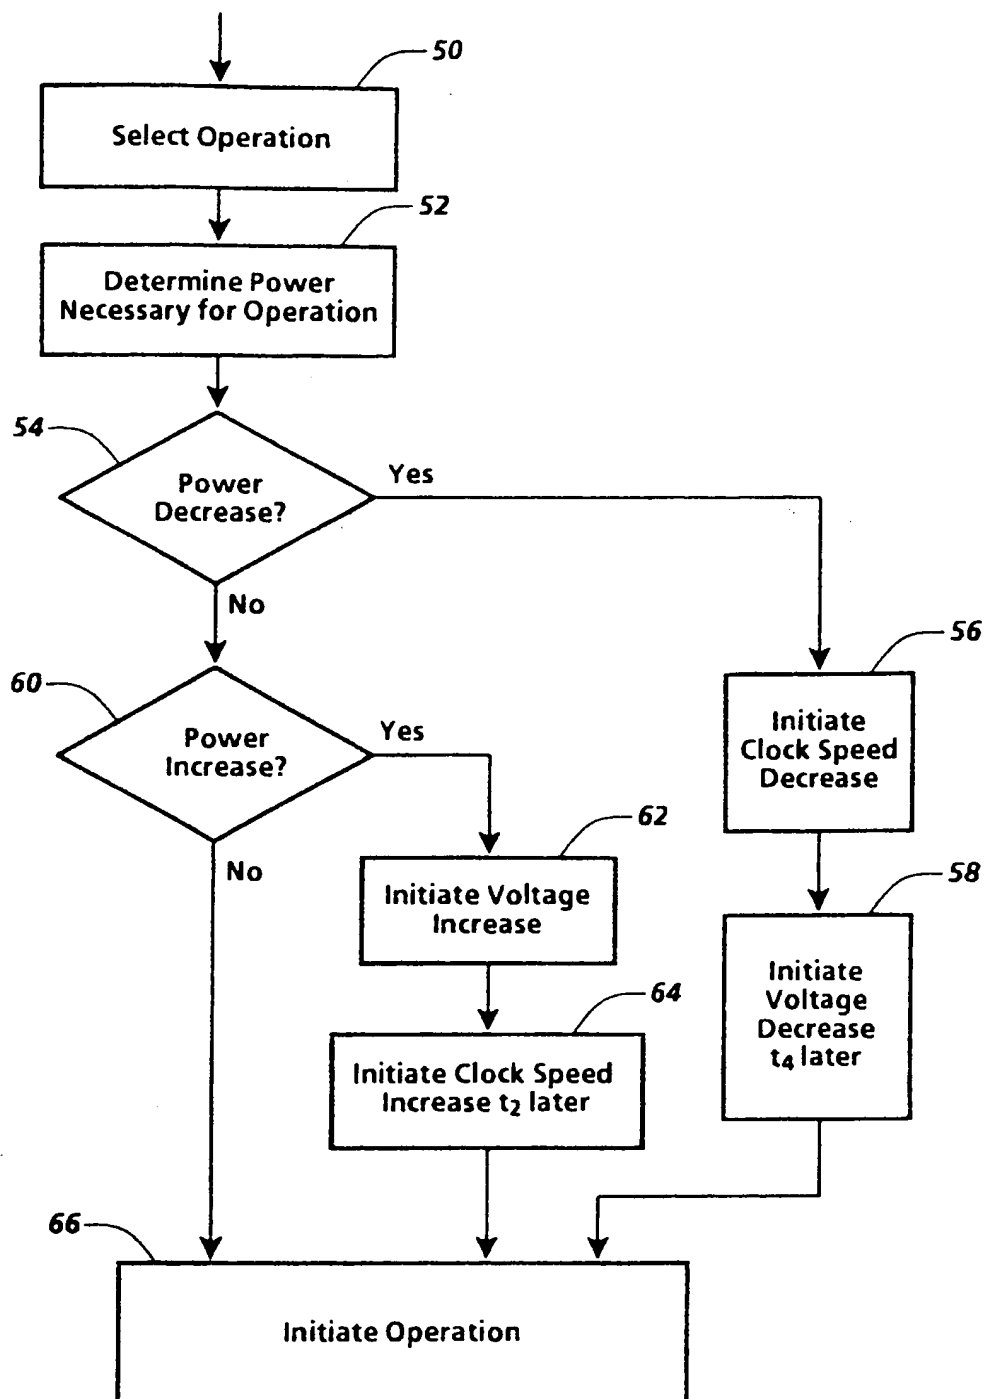 50
Select Operation
52
Determine Power
Necessary for Operation
54
Power
Decrease?
Yes
No
56
Initiate
Clock Speed
Decrease
60
Power
Increase?
Yes
No
62
Initiate Voltage
Increase
58
Initiate
Voltage
Decrease
t4 later
64
Initiate Clock Speed
Increase t2 later
66
Initiate Operation